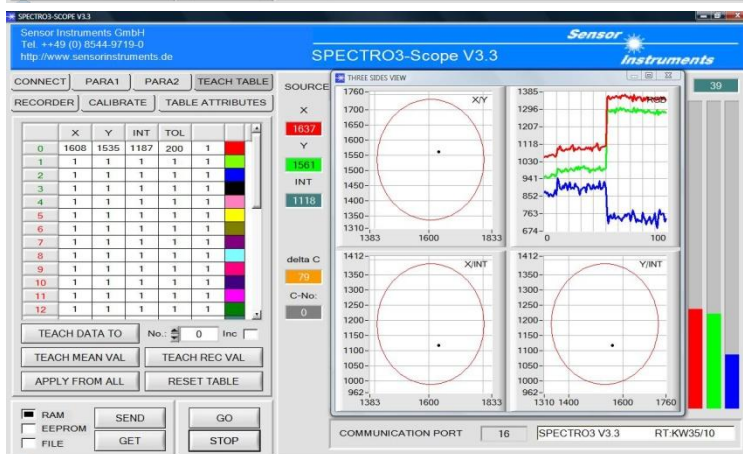 SPECTRO3-SCOPE V3.3
Sensor Instruments GmbH
Tel. ++49 (0) 8544-9719-0
http://www.sensorinstruments.de
SPECTRO3-Scope V3.3
Sensor
Instruments
CONNECT PARA1 PARA2 TEACH TABLE
RECORDER CALIBRATE TABLE ATTRIBUTES
X Y INT TOL
0 1608 1535 1187 200 1
1 1 1 1 1 1
2 1 1 1 1 1
3 1 1 1 1 1
4 1 1 1 1 1
5 1 1 1 1 1
6 1 1 1 1 1
7 1 1 1 1 1
8 1 1 1 1 1
9 1 1 1 1 1
10 1 1 1 1 1
11 1 1 1 1 1
12 1 1 1 1 1
TEACH DATA TO No.: 0 Inc
TEACH MEAN VAL TEACH REC VAL
APPLY FROM ALL RESET TABLE
RAM
EEPROM
FILE
SEND GO
GET STOP
SOURCE
X
1637
Y
1561
INT
1118
delta C
79
C-No:
0
THREE SIDES VIEW
X/Y
1760
1700
1650
1600
1550
1500
1450
1400
1350
1310
1383 1600 1833
RGB
1385
1296
1207
1118
1030
941
852
763
674
0 100
X/INT
1412
1350
1300
1250
1200
1150
1100
1050
1000
962
1383 1600 1833
Y/INT
1412
1350
1300
1250
1200
1150
1100
1050
1000
962
1310 1400 1600 1760
39
COMMUNICATION PORT 16 SPECTRO3 V3.3 RT:KW35/10